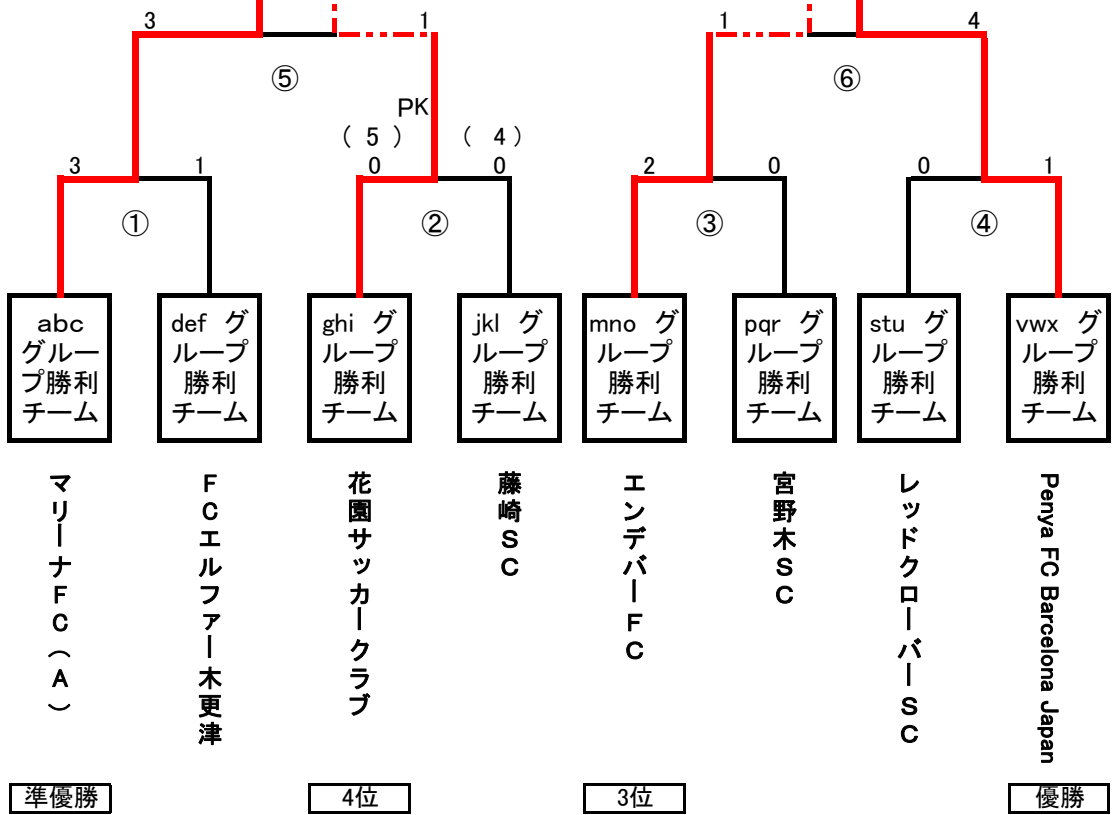 3 1 1 4
⑤ ⑥
PK
( 5 ) ( 4 )
3 1 0 0 2 0 0 1
① ② ③ ④
abc
グルー
プ勝利
チーム
def グ
ループ
勝利
チーム
ghi グ
ループ
勝利
チーム
jkl グ
ループ
勝利
チーム
mno グ
ループ
勝利
チーム
pqr グ
ループ
勝利
チーム
stu グ
ループ
勝利
チーム
vwx グ
ループ
勝利
チーム
マリーナFC(A)
FCエルファー木更津
花園サッカークラブ
藤崎SC
エンデバーFC
宮野木SC
レッドクローバーSC
Penya FC Barcelona Japan
準優勝
4位
3位
優勝